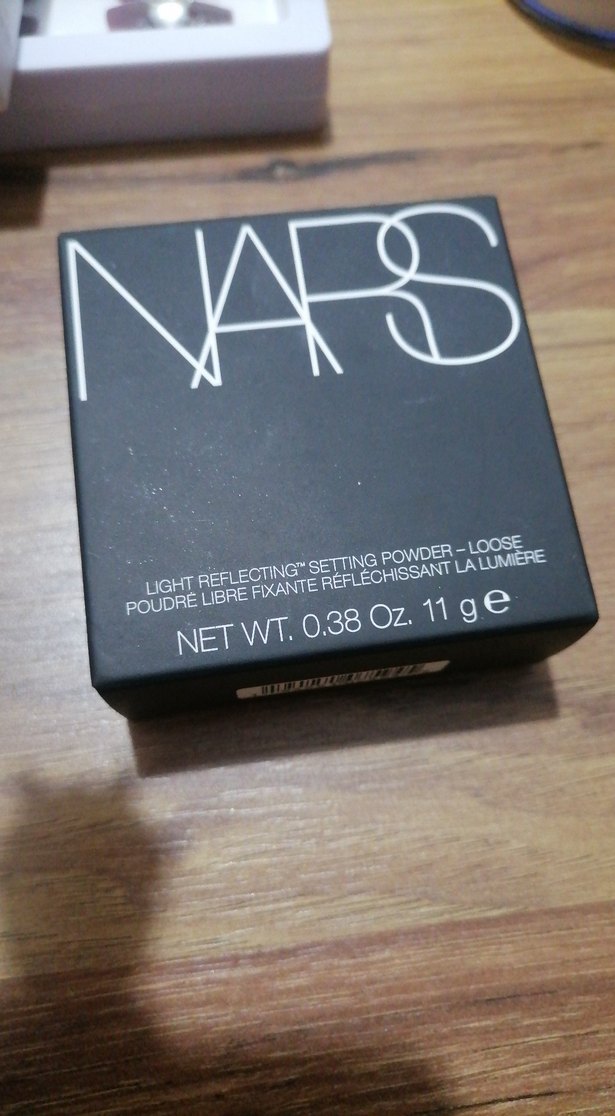 NARS
LIGHT REFLECTING™ SETTING POWDER – LOOSE
POUDRE LIBRE FIXANTE RÉFLÉCHISSANT LA LUMIÈRE
NET WT. 0.38 Oz. 11 g e